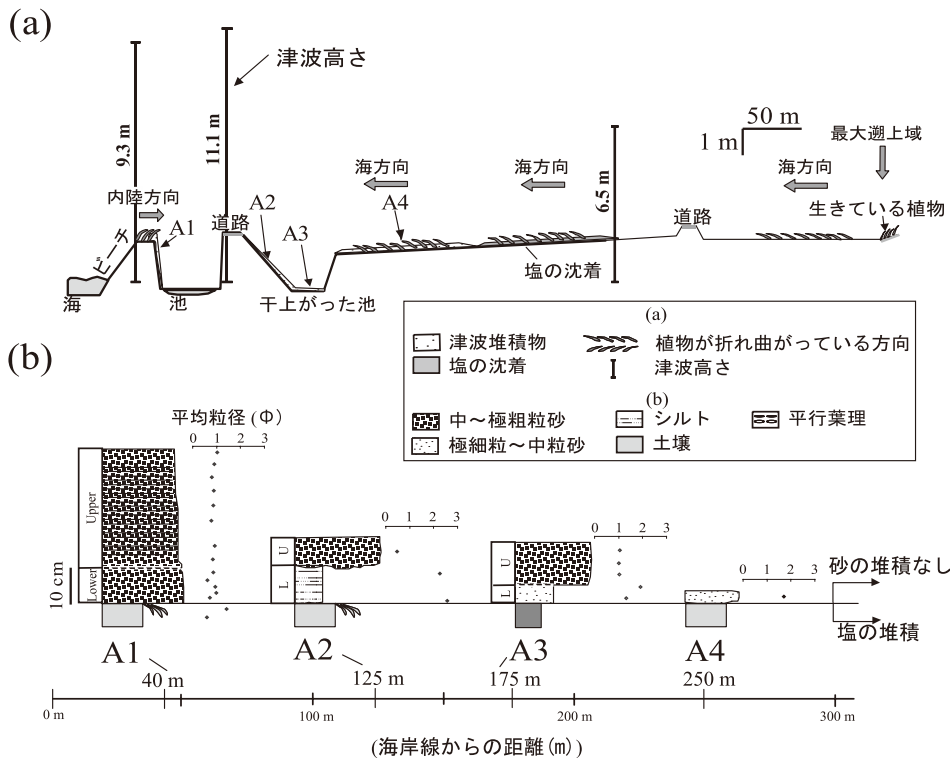 (a)
津波高さ
9.3 m
11.1 m
6.5 m
50 m
1 m
最大遡上域
内陸方向
海方向
海方向
海方向
A1
道路
A2
A3
A4
道路
生きている植物
ビーチ
海
池
干上がった池
塩の沈着
(a)
津波堆積物
植物が折れ曲がっている方向
塩の沈着
津波高さ
(b)
中～極粗粒砂
シルト
平行葉理
極細粒～中粒砂
土壌
(b)
平均粒径(Φ)
0 1 2 3
Upper
Lower
10 cm
0 1 2 3
U
L
0 1 2 3
U
L
0 1 2 3
砂の堆積なし
塩の堆積
A1
A2
A3
A4
40 m
125 m
175 m
250 m
0 m
100 m
200 m
300 m
(海岸線からの距離(m)